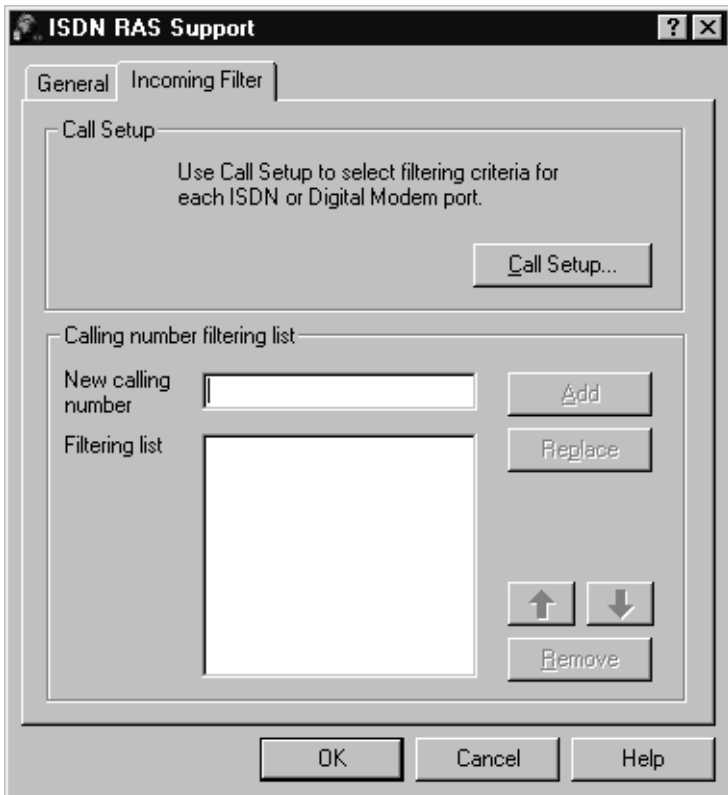 ISDN RAS Support
General
Incoming Filter
Call Setup
Use Call Setup to select filtering criteria for
each ISDN or Digital Modem port.
Call Setup...
Calling number filtering list
New calling
number
Add
Filtering list
Replace
Remove
OK
Cancel
Help